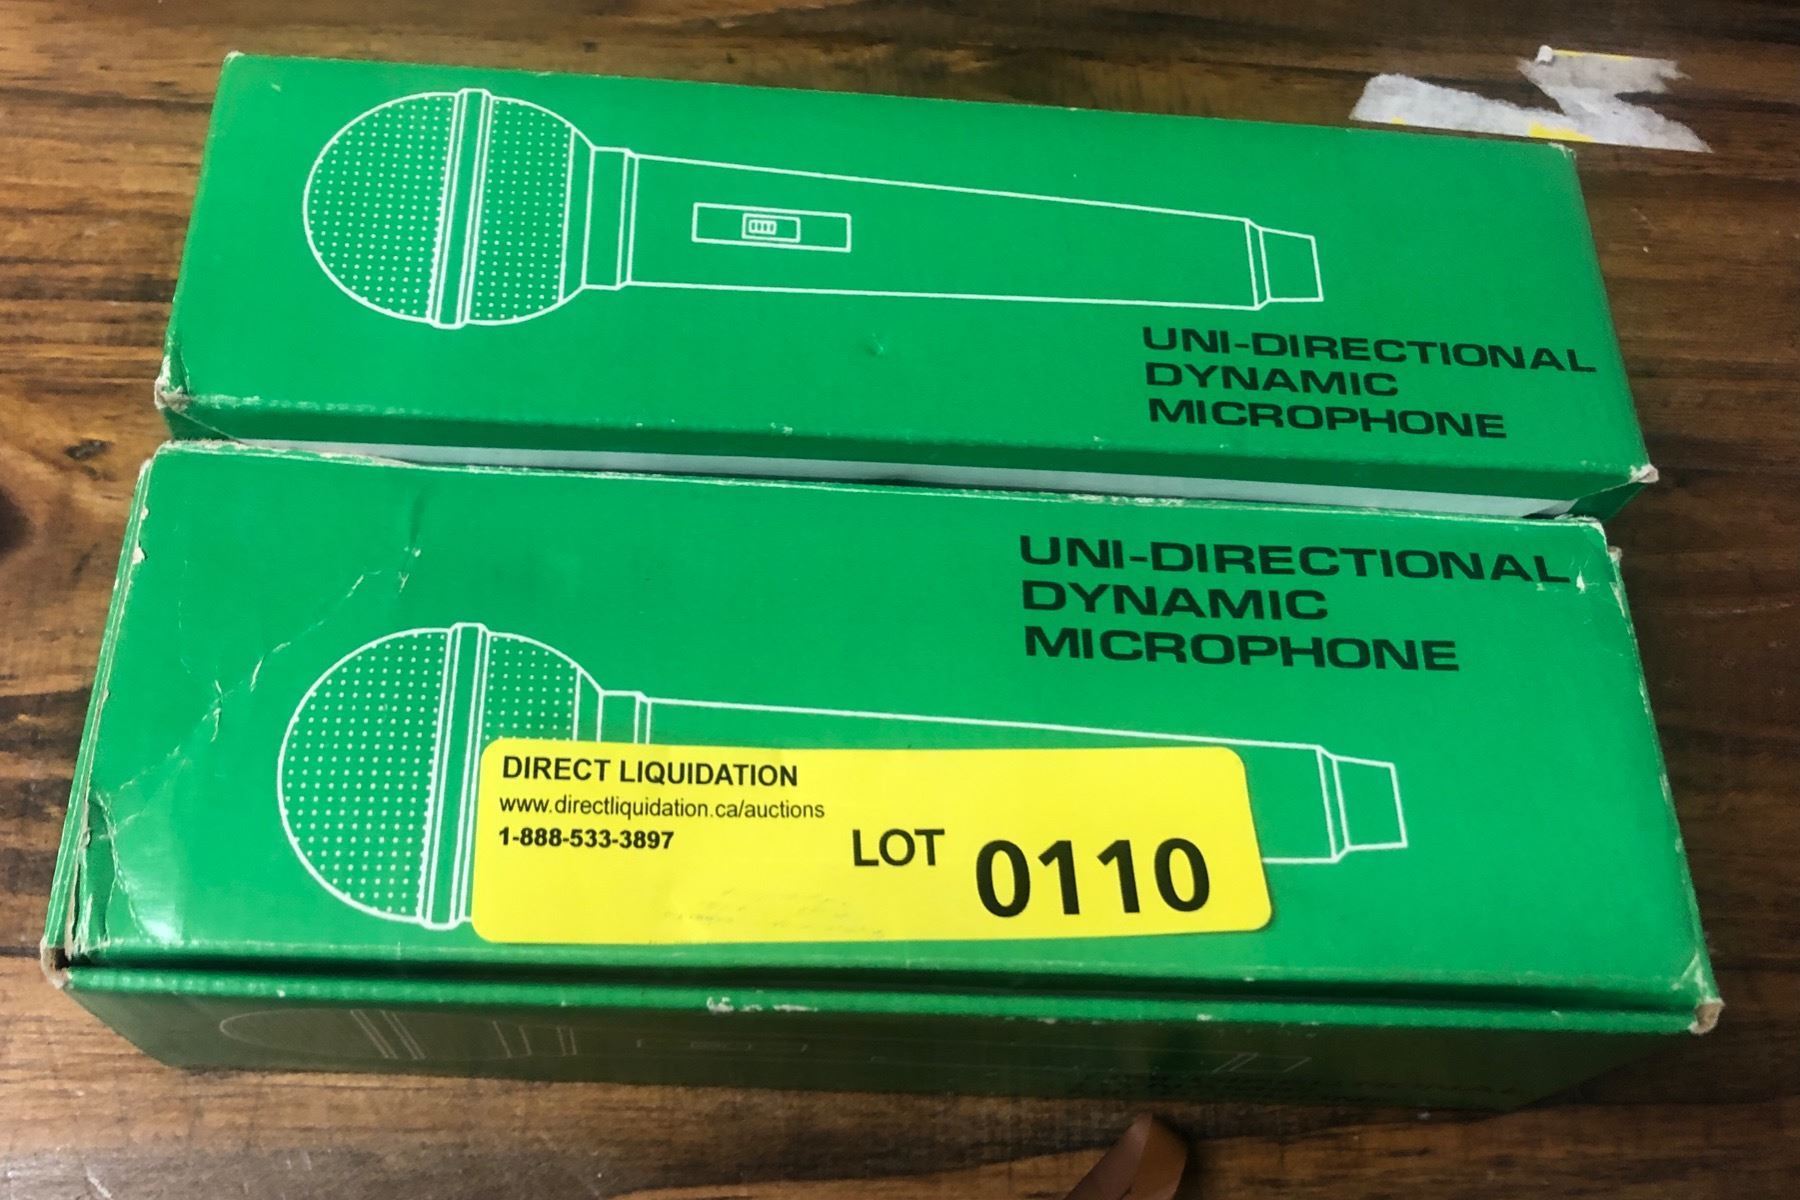 UNI-DIRECTIONAL
DYNAMIC
MICROPHONE
UNI-DIRECTIONAL
DYNAMIC
MICROPHONE
DIRECT LIQUIDATION
www.directliquidation.ca/auctions
1-888-533-3897
LOT 0110